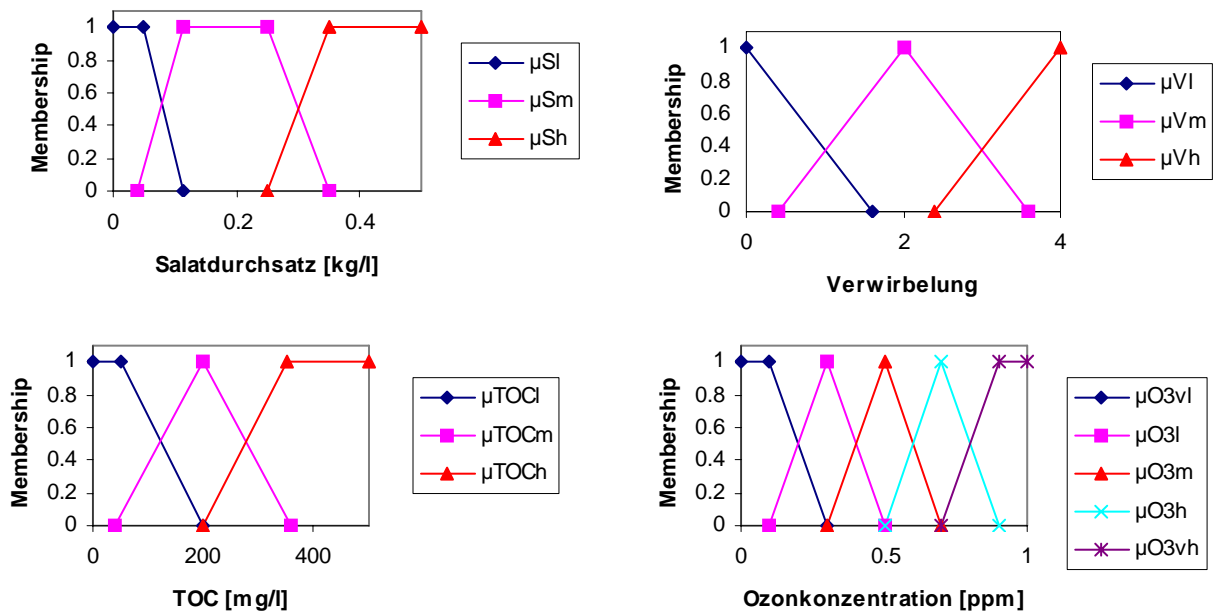 Membership
1
0.8
0.6
0.4
0.2
0
0
0.2
0.4
Salatdurchsatz [kg/l]
µSl
µSm
µSh
Membership
1
0.8
0.6
0.4
0.2
0
0
2
4
Verwirbelung
µVl
µVm
µVh
Membership
1
0.8
0.6
0.4
0.2
0
0
200
400
TOC [mg/l]
µTOCl
µTOCm
µTOCh
Membership
1
0.8
0.6
0.4
0.2
0
0
0.5
1
Ozonkonzentration [ppm]
µO3vl
µO3l
µO3m
µO3h
µO3vh